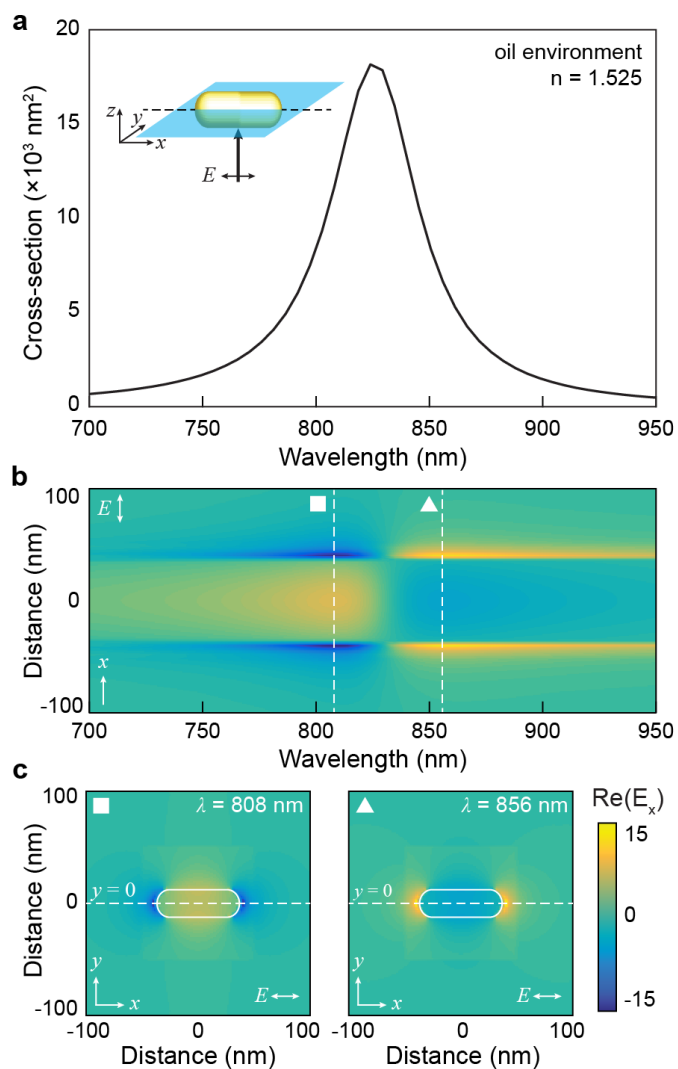 a
20
15
10
5
0
Cross-section (×10³ nm²)
oil environment
n = 1.525
z
y
x
E
700 750 800 850 900 950
Wavelength (nm)
b
100
0
-100
Distance (nm)
E
x
700 750 800 850 900 950
Wavelength (nm)
c
100
0
-100
Distance (nm)
λ = 808 nm
y = 0
y
x
E
-100 0 100
Distance (nm)
λ = 856 nm
y = 0
y
x
E
-100 0 100
Distance (nm)
Re(Eₓ)
15
0
-15